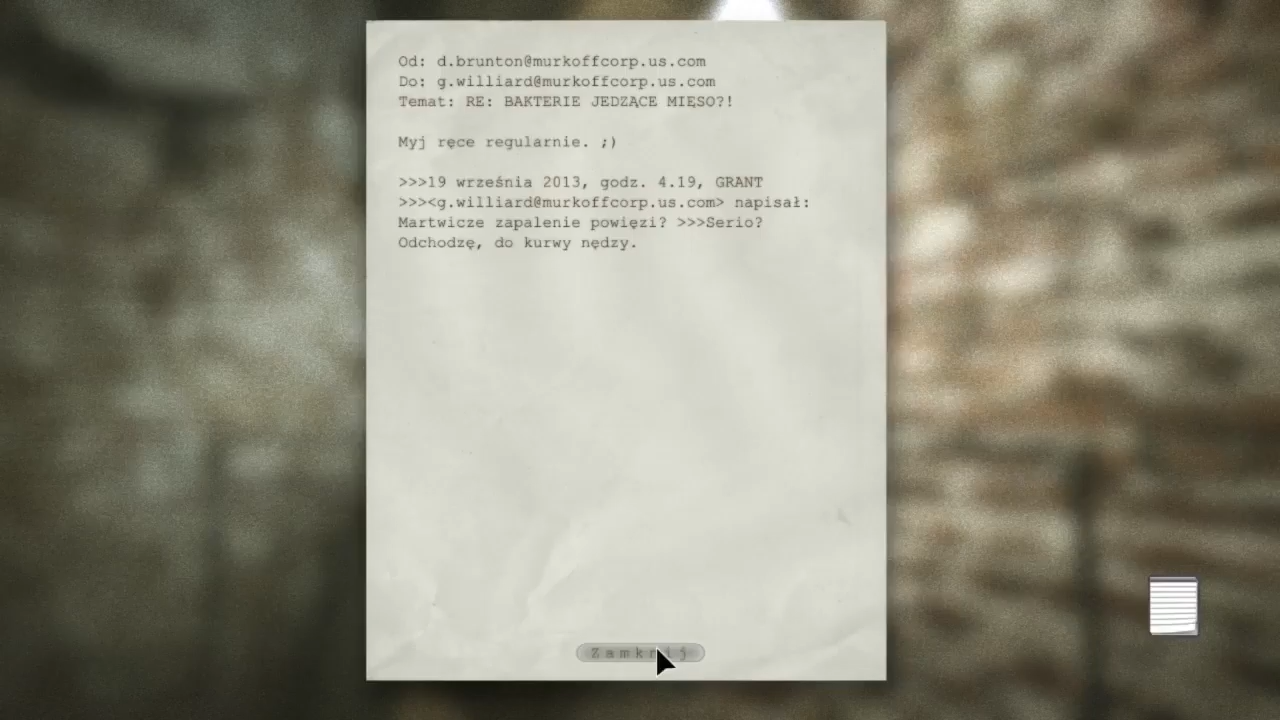 Od: d.brunton@murkoffcorp.us.com
Do: g.williard@murkoffcorp.us.com
Temat: RE: BAKTERIE JEDZĄCE MIĘSO?!
Myj ręce regularnie. ;)
>>>19 września 2013, godz. 4.19, GRANT
>>><g.williard@murkoffcorp.us.com> napisał:
Martwicze zapalenie powięzi? >>>Serio?
Odchodzę, do kurwy nędzy.
Zamknij